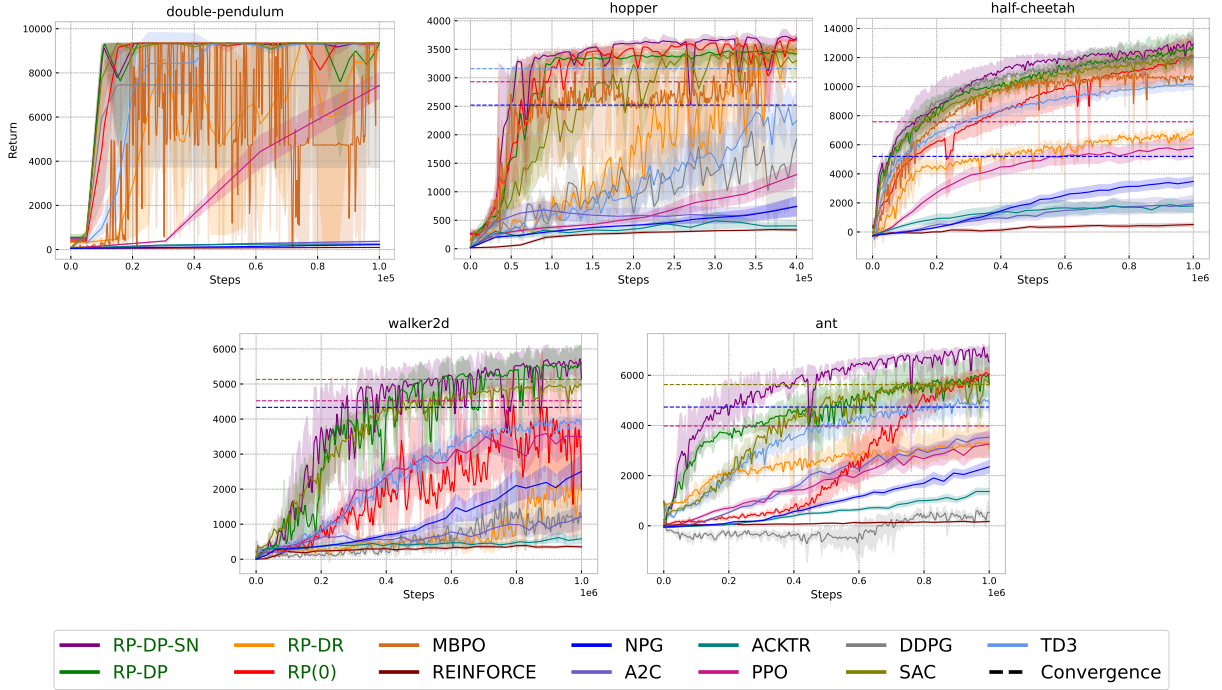 double-pendulum
hopper
half-cheetah
Return
10000
8000
6000
4000
2000
0
0.0 0.2 0.4 0.6 0.8 1.0
Steps
1e5
4000
3500
3000
2500
2000
1500
1000
500
0
0.0 0.5 1.0 1.5 2.0 2.5 3.0 3.5 4.0
Steps
1e5
14000
12000
10000
8000
6000
4000
2000
0
0.0 0.2 0.4 0.6 0.8 1.0
Steps
1e6
walker2d
ant
6000
5000
4000
3000
2000
1000
0
0.0 0.2 0.4 0.6 0.8 1.0
Steps
1e6
6000
4000
2000
0
0.0 0.2 0.4 0.6 0.8 1.0
Steps
1e6
RP-DP-SN RP-DR MBPO NPG ACKTR DDPG TD3
RP-DP RP(0) REINFORCE A2C PPO SAC Convergence